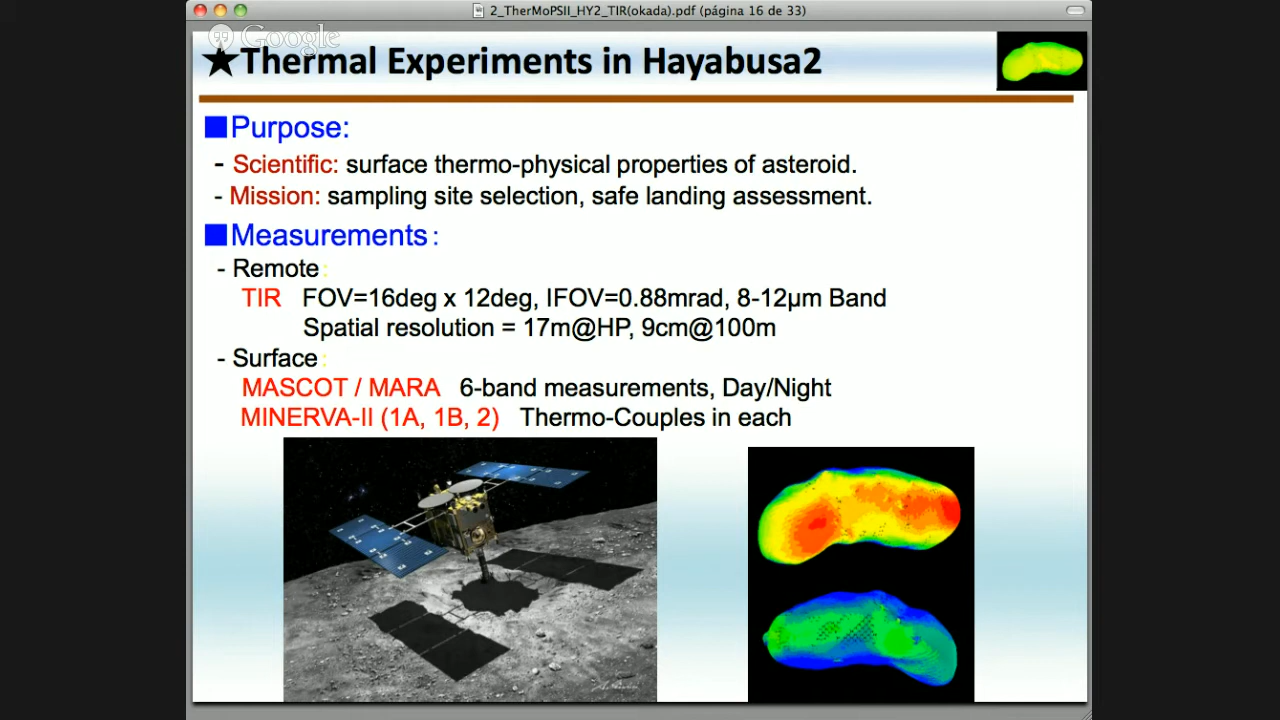 2_TherMoPSII_HY2_TIR(okada).pdf (página 16 de 33)
Google
★Thermal Experiments in Hayabusa2
■Purpose:
- Scientific: surface thermo-physical properties of asteroid.
- Mission: sampling site selection, safe landing assessment.
■Measurements:
- Remote:
TIR FOV=16deg x 12deg, IFOV=0.88mrad, 8-12µm Band
Spatial resolution = 17m@HP, 9cm@100m
- Surface:
MASCOT / MARA 6-band measurements, Day/Night
MINERVA-II (1A, 1B, 2) Thermo-Couples in each